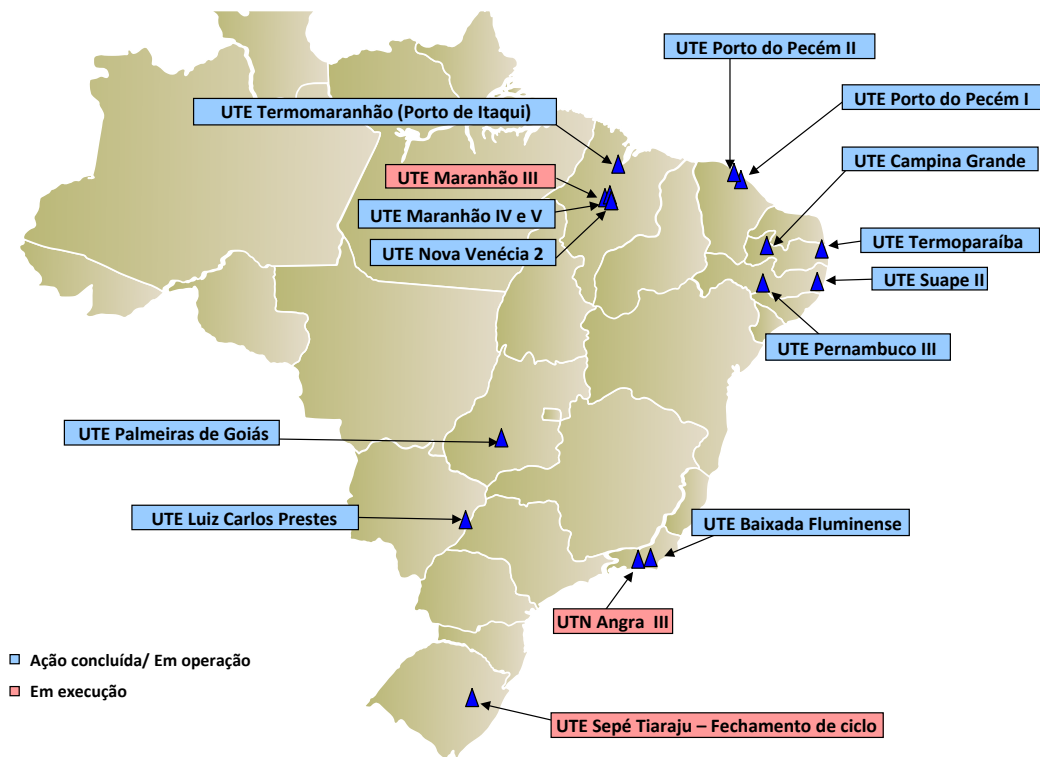 UTE Porto do Pecém II
UTE Porto do Pecém I
UTE Termomaranhão (Porto de Itaqui)
UTE Campina Grande
UTE Maranhão III
UTE Maranhão IV e V
UTE Nova Venécia 2
UTE Termoparaíba
UTE Suape II
UTE Pernambuco III
UTE Palmeiras de Goiás
UTE Luiz Carlos Prestes
UTE Baixada Fluminense
UTN Angra III
Ação concluída/ Em operação
Em execução
UTE Sepé Tiaraju – Fechamento de ciclo